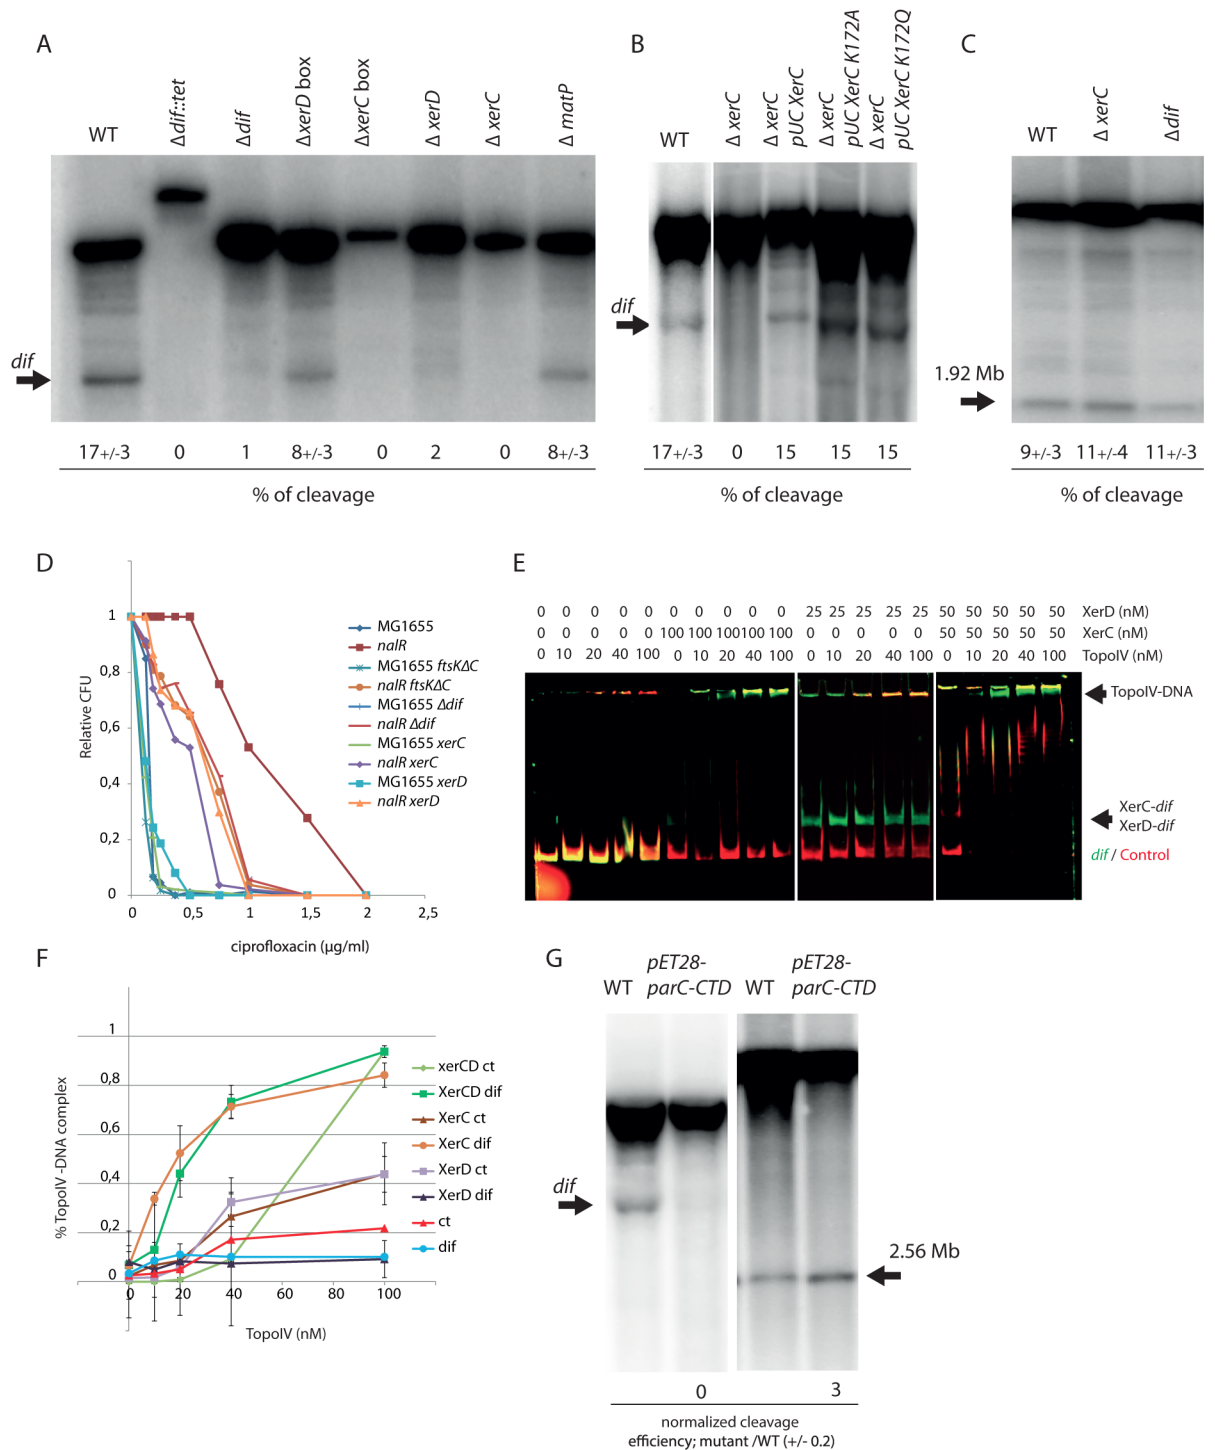 A
WT
Δdif::tet
Δdif
ΔxerD box
ΔxerC box
Δ xerD
Δ xerC
Δ matP
dif
17+/-3 0 1 8+/-3 0 2 0 8+/-3
% of cleavage
B
WT
Δ xerC
Δ xerC
pUC XerC
Δ xerC
pUC XerC K172A
Δ xerC
pUC XerC K172Q
dif
17+/-3 0 15 15 15
% of cleavage
C
WT
Δ xerC
Δdif
1.92 Mb
9+/-3 11+/-4 11+/-3
% of cleavage
D
Relative CFU
1
0,8
0,6
0,4
0,2
0
0 0,5 1 1,5 2 2,5
ciprofloxacin (µg/ml)
MG1655
nalR
MG1655 ftsKΔC
nalR ftsKΔC
MG1655 Δdif
nalR Δdif
MG1655 xerC
nalR xerC
MG1655 xerD
nalR xerD
E
0 0 0 0 0 0 0 0 0 0 25 25 25 25 25 50 50 50 50 50 XerD (nM)
0 0 0 0 0 100 100 100 100 100 0 0 0 0 0 50 50 50 50 50 XerC (nM)
0 10 20 40 100 0 10 20 40 100 0 10 20 40 100 0 10 20 40 100 TopoIV (nM)
TopoIV-DNA
XerC-dif
XerD-dif
dif / Control
F
% TopoIV -DNA complex
1
0,8
0,6
0,4
0,2
0
0 20 40 60 80 100
TopoIV (nM)
xerCD ct
XerCD dif
XerC ct
XerC dif
XerD ct
XerD dif
ct
dif
G
WT
pET28-
parC-CTD
WT
pET28-
parC-CTD
dif
2.56 Mb
0 3
normalized cleavage
efficiency; mutant /WT (+/- 0.2)